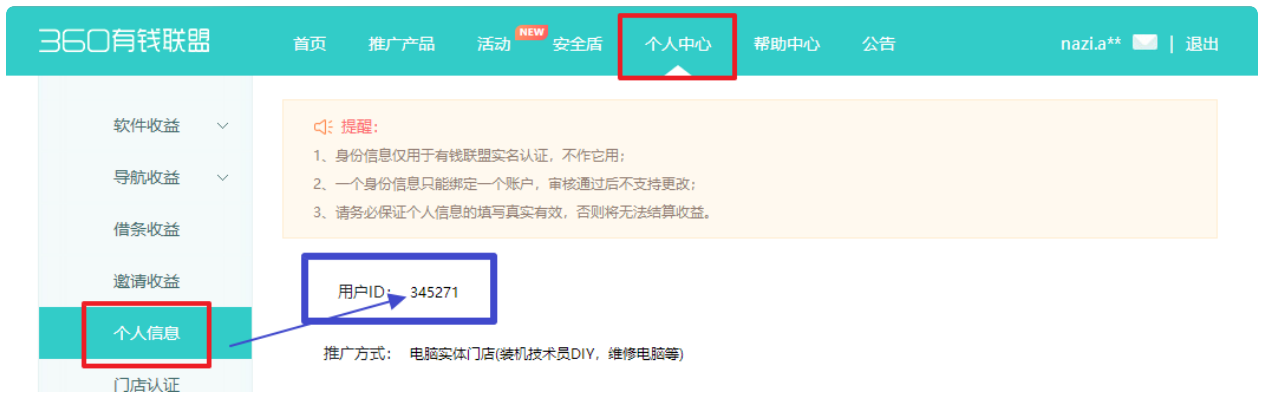 360有钱联盟 首页 推广产品 活动 NEW 安全盾 个人中心 帮助中心 公告 nazi.a** | 退出
软件收益
导航收益
借条收益
邀请收益
个人信息
门店认证
提醒：
1、身份信息仅用于有钱联盟实名认证，不作它用；
2、一个身份信息只能绑定一个账户，审核通过后不支持更改；
3、请务必保证个人信息的填写真实有效，否则将无法结算收益。
用户ID： 345271
推广方式： 电脑实体门店(装机技术员DIY，维修电脑等)